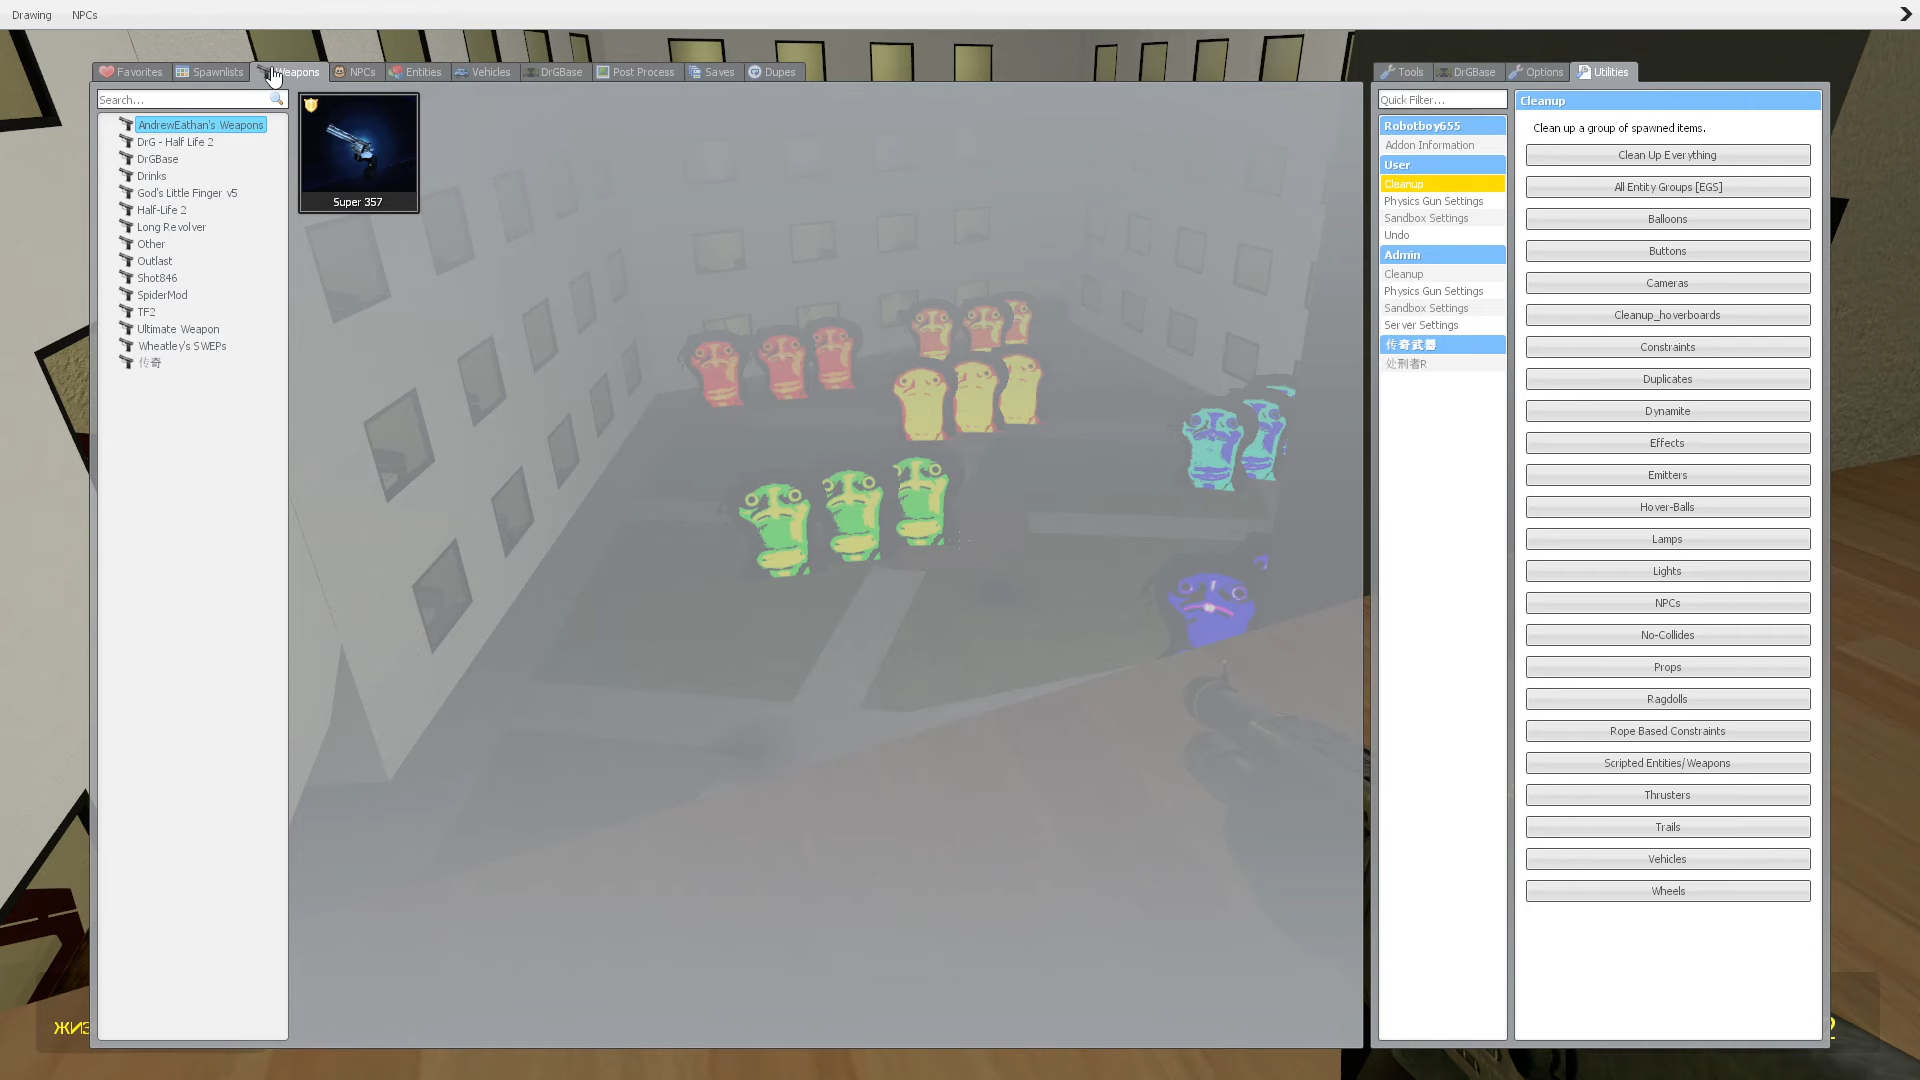 Drawing NPCs
Favorites Spawnlists Weapons NPCs Entities Vehicles DrGBase Post Process Saves Dupes
Search...
AndrewEathan's Weapons
DrG - Half Life 2
DrGBase
Drinks
God's Little Finger v5
Half-Life 2
Long Revolver
Other
Outlast
Shot846
SpiderMod
TF2
Ultimate Weapon
Wheatley's SWEPs
传奇
Super 357
Tools DrGBase Options Utilities
Quick Filter...
Robotboy655
Addon Information
User
Cleanup
Physics Gun Settings
Sandbox Settings
Undo
Admin
Cleanup
Physics Gun Settings
Sandbox Settings
Server Settings
传奇武器
处刑者R
Cleanup
Clean up a group of spawned items.
Clean Up Everything
All Entity Groups [EGS]
Balloons
Buttons
Cameras
Cleanup_hoverboards
Constraints
Duplicates
Dynamite
Effects
Emitters
Hover-Balls
Lamps
Lights
NPCs
No-Collides
Props
Ragdolls
Rope Based Constraints
Scripted Entities/Weapons
Thrusters
Trails
Vehicles
Wheels